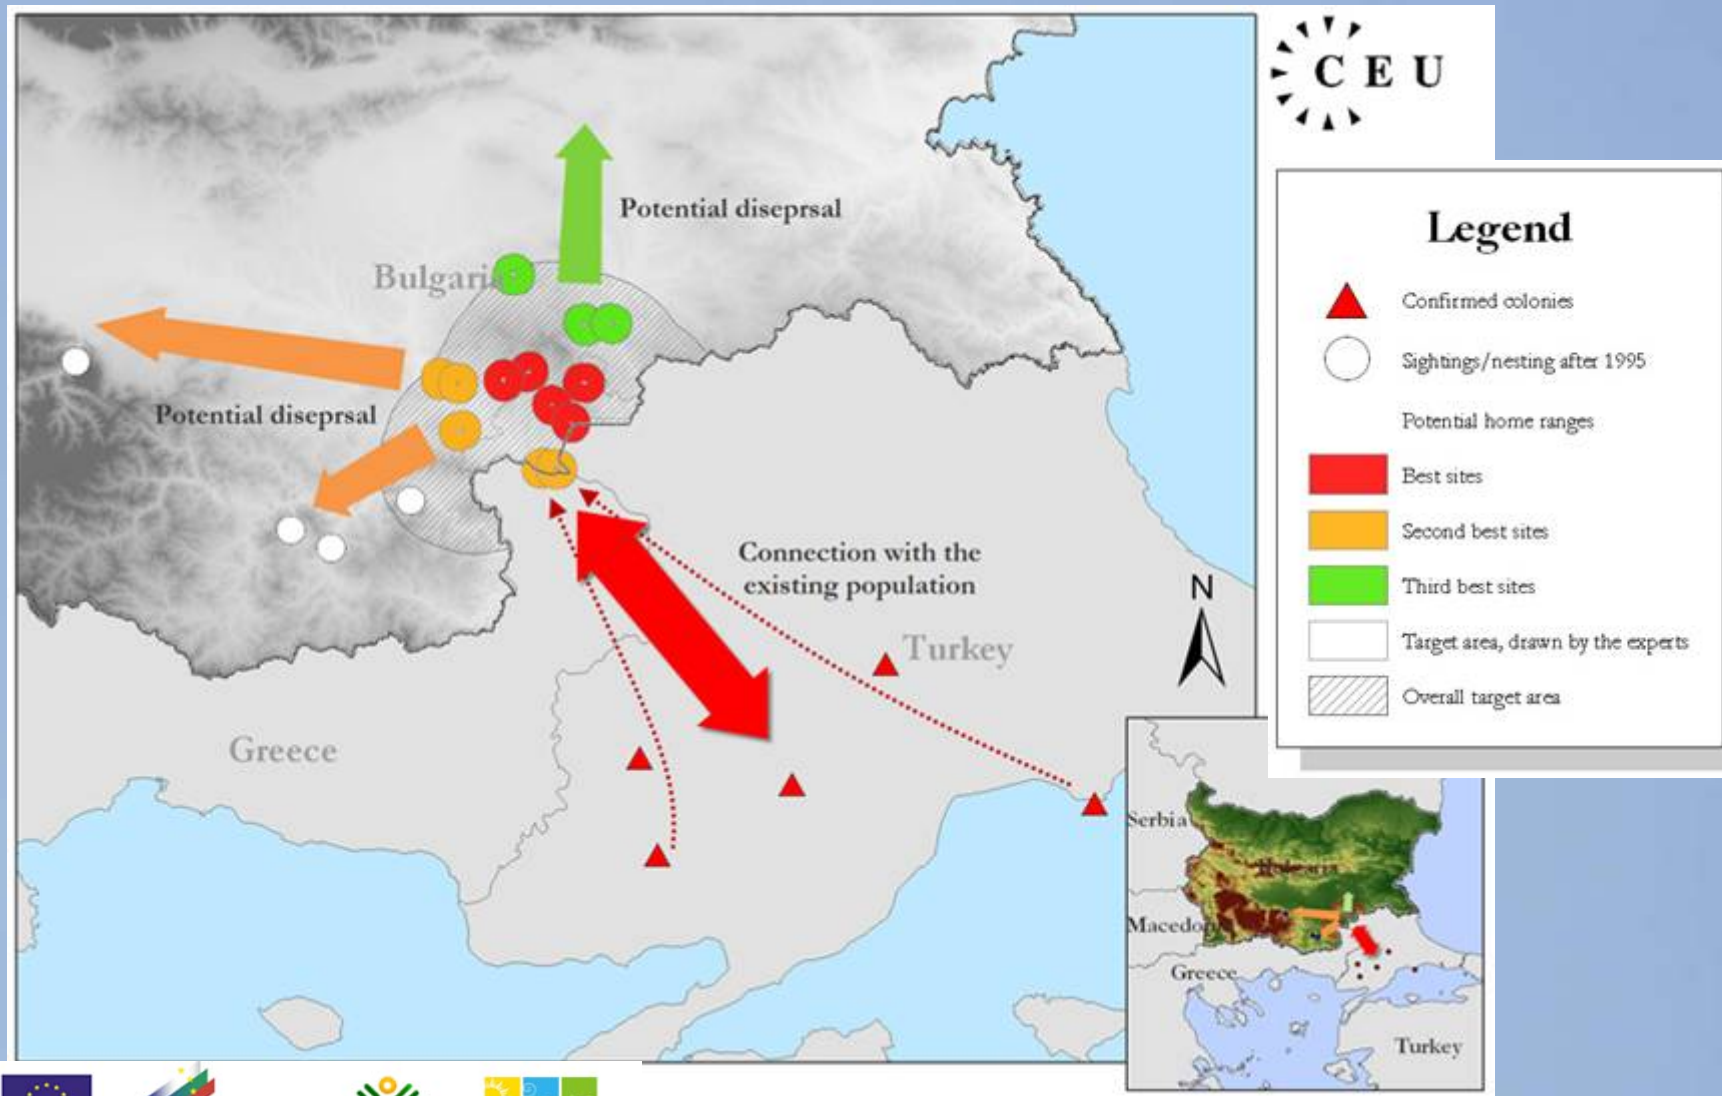 C E U
Potential diseprsal
Bulgaria
Potential diseprsal
Connection with the
existing population
N
Turkey
Greece
Legend
Confirmed colonies
Sightings/nesting after 1995
Potential home ranges
Best sites
Second best sites
Third best sites
Target area, drawn by the experts
Overall target area
Serbia
Bulgaria
Macedo
Greece
Turkey